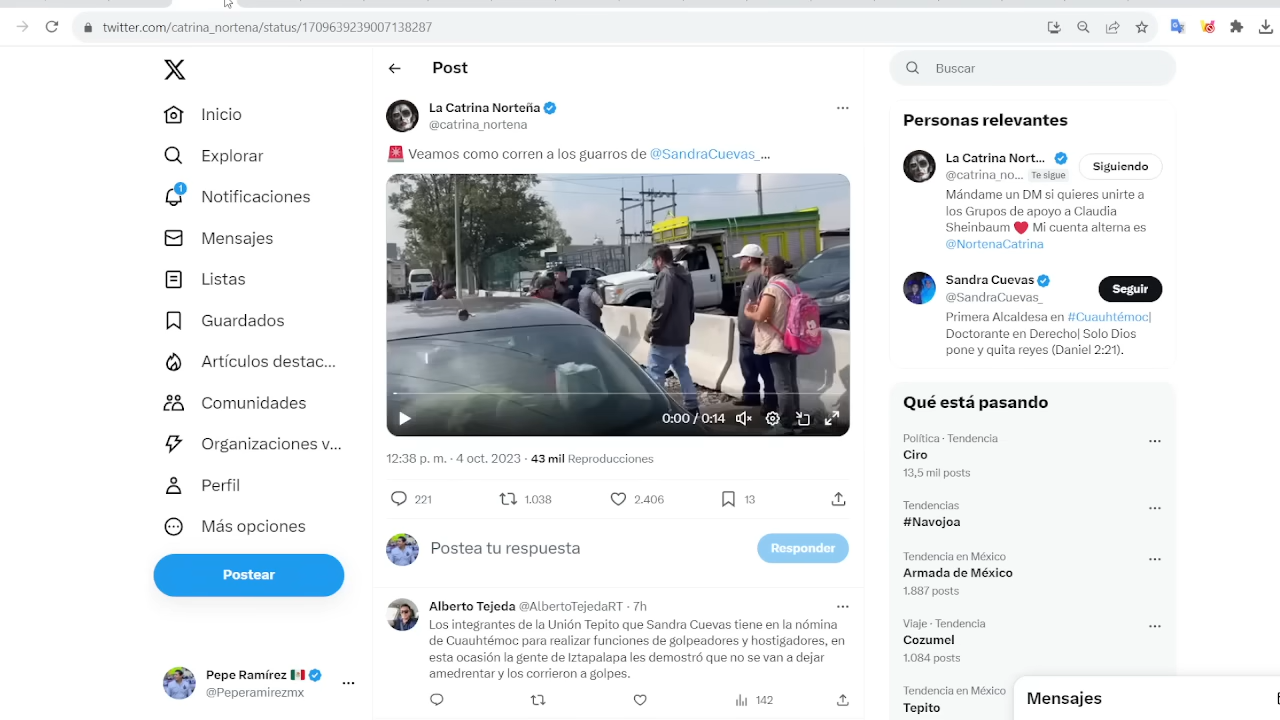 twitter.com/catrina_nortena/status/1709639239007138287
Inicio
Explorar
1
Notificaciones
Mensajes
Listas
Guardados
Artículos destac...
Comunidades
Organizaciones v...
Perfil
Más opciones
Postear
Pepe Ramírez
@Peperamirezmx
Post
La Catrina Norteña
@catrina_nortena
Veamos como corren a los guarros de @SandraCuevas_...
0:00 / 0:14
12:38 p. m. · 4 oct. 2023 · 43 mil Reproducciones
221 1.038 2.406 13
Postea tu respuesta
Responder
Alberto Tejeda @AlbertoTejedaRT · 7h
Los integrantes de la Unión Tepito que Sandra Cuevas tiene en la nómina
de Cuauhtémoc para realizar funciones de golpeadores y hostigadores, en
esta ocasión la gente de Iztapalapa les demostró que no se van a dejar
amedrentar y los corrieron a golpes.
142
Buscar
Personas relevantes
La Catrina Nort...
@catrina_no... Te sigue
Siguiendo
Mándame un DM si quieres unirte a
los Grupos de apoyo a Claudia
Sheinbaum ❤️ Mi cuenta alterna es
@NortenaCatrina
Sandra Cuevas
@SandraCuevas_
Seguir
Primera Alcaldesa en #Cuauhtémoc|
Doctorante en Derecho| Solo Dios
pone y quita reyes (Daniel 2:21).
Qué está pasando
Política · Tendencia
Ciro
13,5 mil posts
Tendencias
#Navojoa
Tendencia en México
Armada de México
1.887 posts
Viaje · Tendencia
Cozumel
1.084 posts
Tendencia en México
Tepito
Mensajes